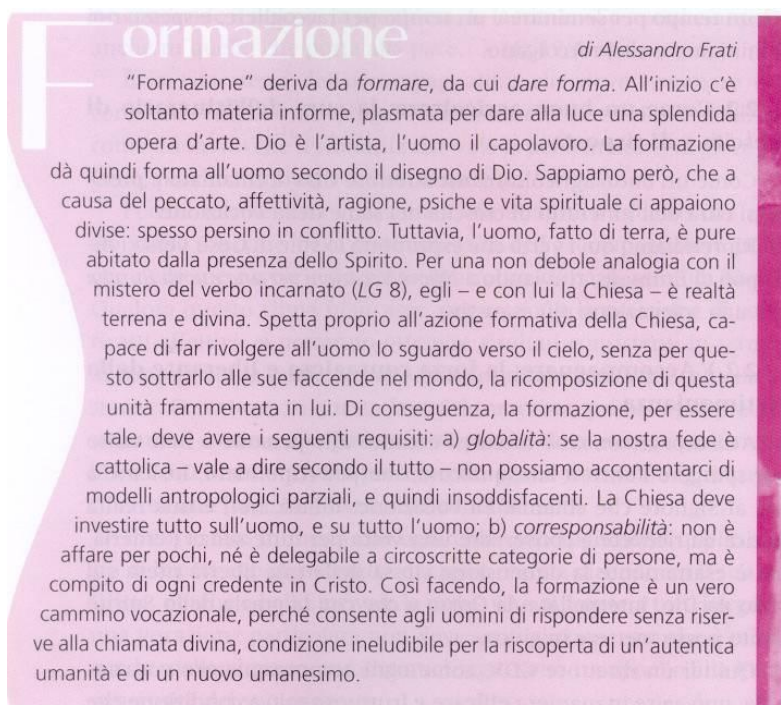 Formazione
di Alessandro Frati
“Formazione” deriva da formare, da cui dare forma. All’inizio c’è
soltanto materia informe, plasmata per dare alla luce una splendida
opera d’arte. Dio è l’artista, l’uomo il capolavoro. La formazione
dà quindi forma all’uomo secondo il disegno di Dio. Sappiamo però, che a
causa del peccato, affettività, ragione, psiche e vita spirituale ci appaiono
divise: spesso persino in conflitto. Tuttavia, l’uomo, fatto di terra, è pure
abitato dalla presenza dello Spirito. Per una non debole analogia con il
mistero del verbo incarnato (LG 8), egli – e con lui la Chiesa – è realtà
terrena e divina. Spetta proprio all’azione formativa della Chiesa, ca-
pace di far rivolgere all’uomo lo sguardo verso il cielo, senza per que-
sto sottrarlo alle sue faccende nel mondo, la ricomposizione di questa
unità frammentata in lui. Di conseguenza, la formazione, per essere
tale, deve avere i seguenti requisiti: a) globalità: se la nostra fede è
cattolica – vale a dire secondo il tutto – non possiamo accontentarci di
modelli antropologici parziali, e quindi insoddisfacenti. La Chiesa deve
investire tutto sull’uomo, e su tutto l’uomo; b) corresponsabilità: non è
affare per pochi, né è delegabile a circoscritte categorie di persone, ma è
compito di ogni credente in Cristo. Così facendo, la formazione è un vero
cammino vocazionale, perché consente agli uomini di rispondere senza riser-
ve alla chiamata divina, condizione ineludibile per la riscoperta di un’autentica
umanità e di un nuovo umanesimo.